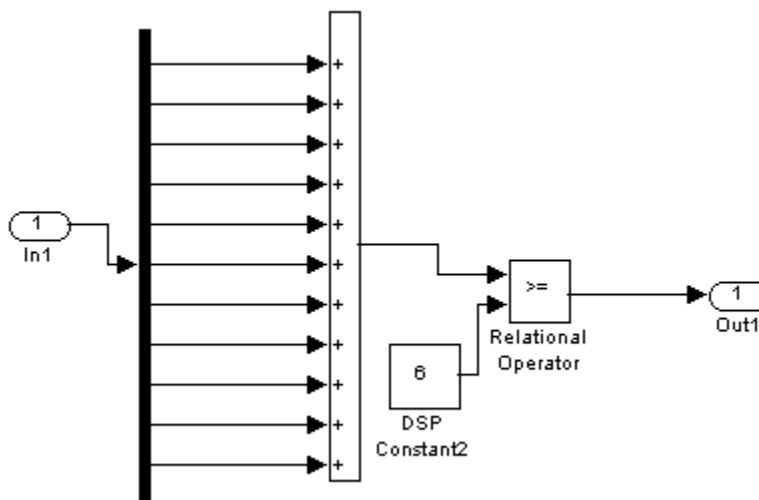 +
+
+
+
+
+
+
+
+
+
+
1
In1
>=
Relational
Operator
6
DSP
Constant2
1
Out1